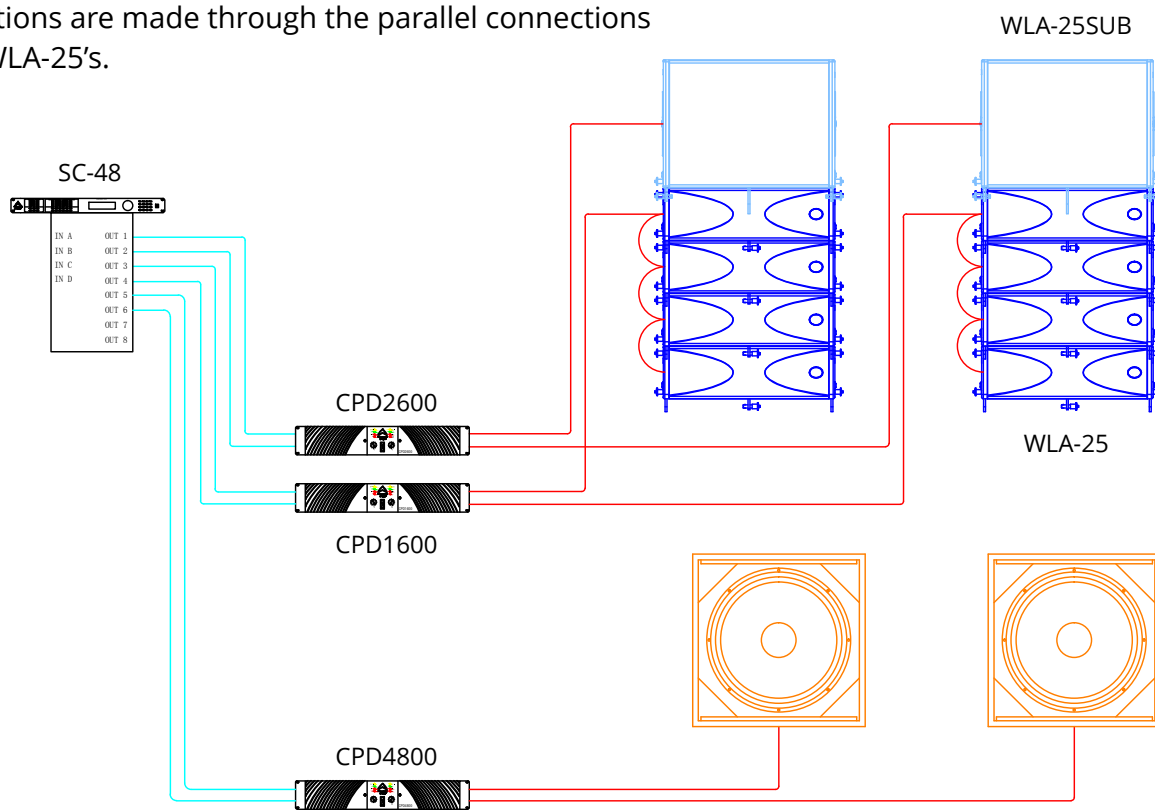 tions are made through the parallel connections
WLA-25's.
WLA-25SUB
SC-48
IN A OUT 1
IN B OUT 2
IN C OUT 3
IN D OUT 4
OUT 5
OUT 6
OUT 7
OUT 8
CPD2600
WLA-25
CPD1600
CPD4800